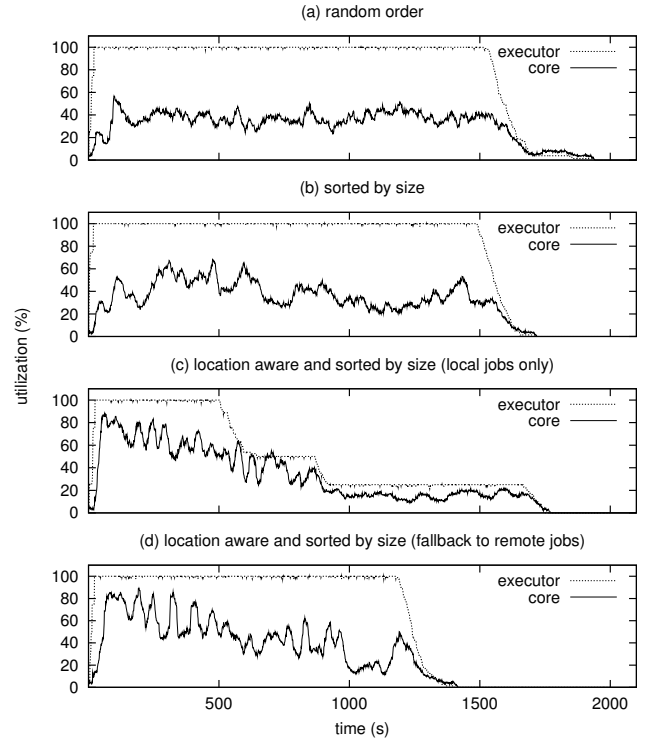 (a) random order
100
80
60
40
20
0
executor
core
(b) sorted by size
100
80
60
40
20
0
executor
core
(c) location aware and sorted by size (local jobs only)
100
80
60
40
20
0
executor
core
(d) location aware and sorted by size (fallback to remote jobs)
100
80
60
40
20
0
executor
core
500 1000 1500 2000
time (s)
utilization (%)